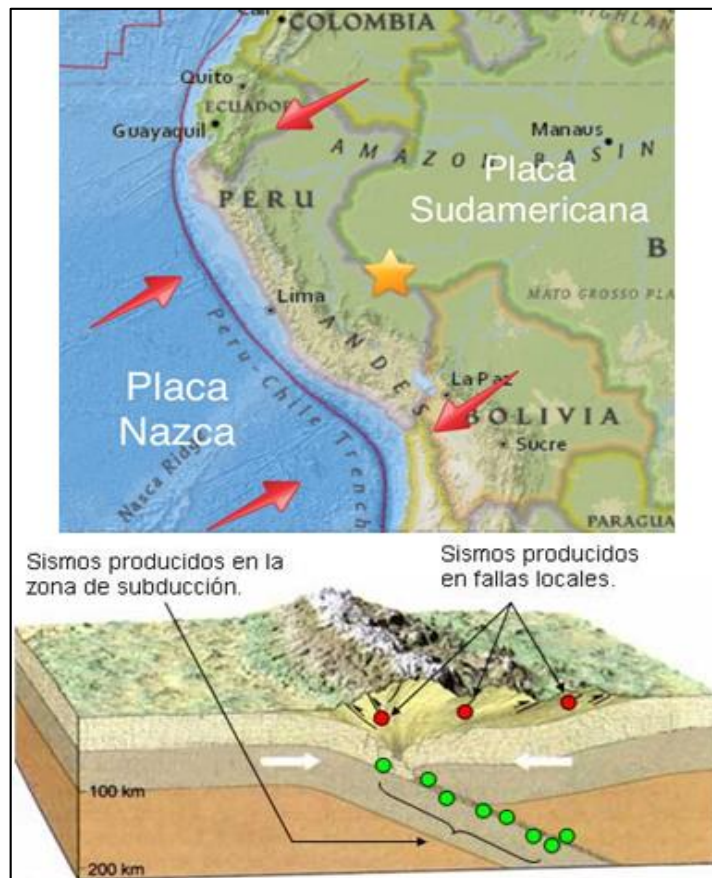 Cali
COLOMBIA
HIGHLAN
Quito
ECUADOR
Guayaquil
Manaus
AMAZON BASIN
PERU
Placa
Sudamericana
B
MATO GROSSO PLA
Lima
ANDES
Peru-Chile Trench
La Paz
BOLIVIA
Placa
Nazca
Nasca Ridge
Sucre
PARAGUA
Sismos producidos en la
zona de subducción.
Sismos producidos
en fallas locales.
100 km
200 km